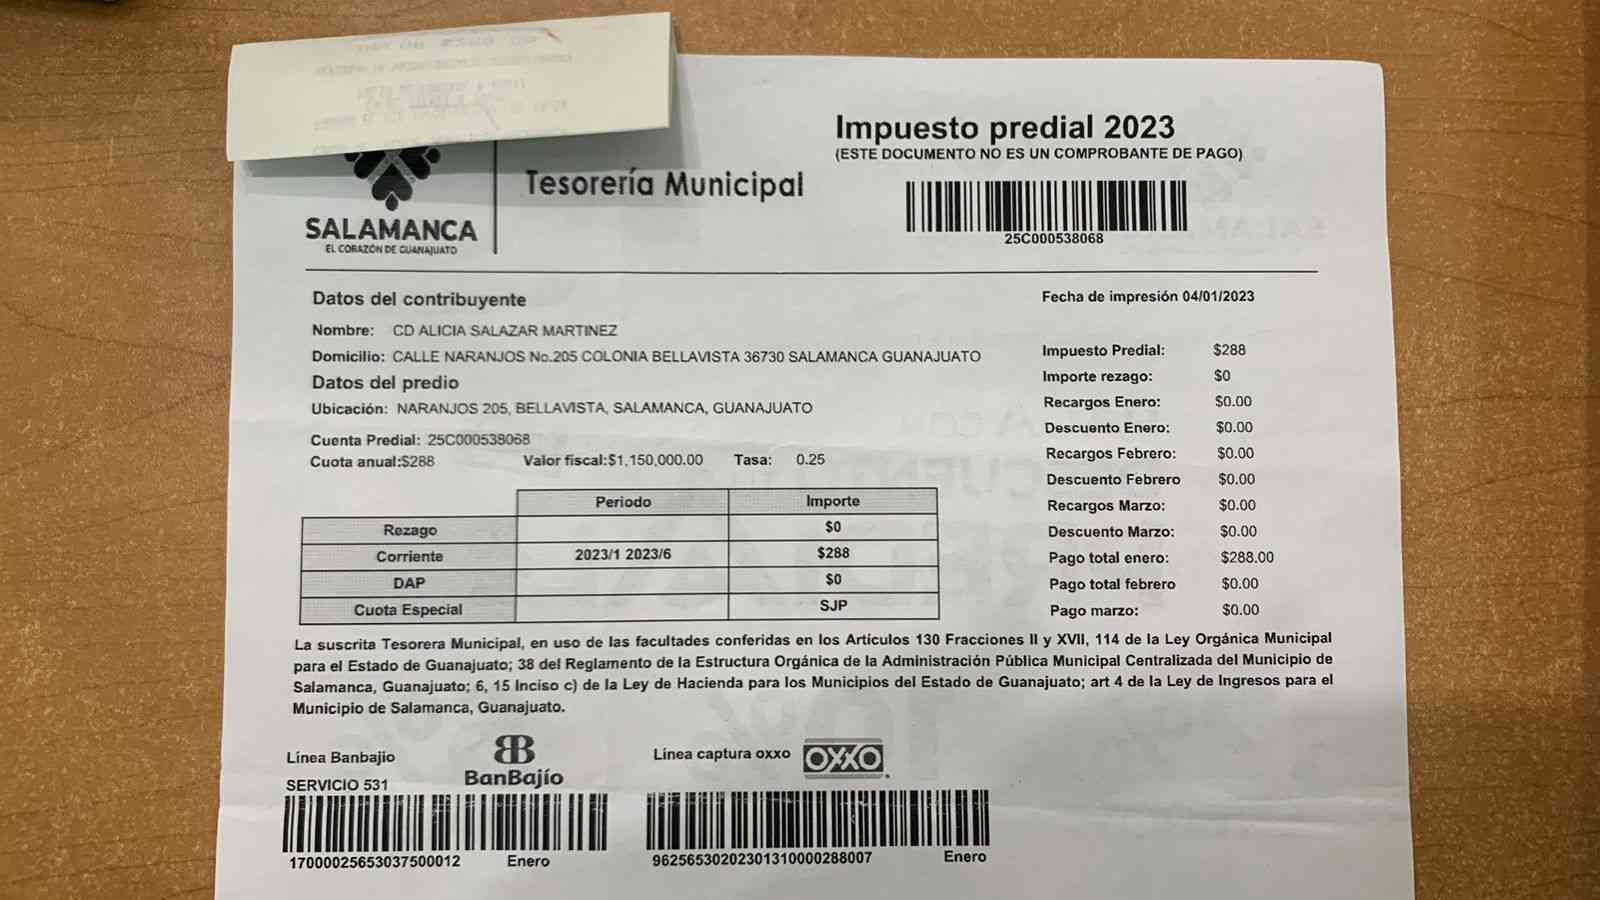 SALAMANCA
EL CORAZÓN DE GUANAJUATO
Tesorería Municipal
Impuesto predial 2023
(ESTE DOCUMENTO NO ES UN COMPROBANTE DE PAGO)
25C000538068
Datos del contribuyente
Nombre: CD ALICIA SALAZAR MARTINEZ
Domicilio: CALLE NARANJOS No.205 COLONIA BELLAVISTA 36730 SALAMANCA GUANAJUATO
Datos del predio
Ubicación: NARANJOS 205, BELLAVISTA, SALAMANCA, GUANAJUATO
Cuenta Predial: 25C000538068
Cuota anual:$288 Valor fiscal:$1,150,000.00 Tasa: 0.25
Periodo Importe
Rezago $0
Corriente 2023/1 2023/6 $288
DAP $0
Cuota Especial SJP
Fecha de impresión 04/01/2023
Impuesto Predial: $288
Importe rezago: $0
Recargos Enero: $0.00
Descuento Enero: $0.00
Recargos Febrero: $0.00
Descuento Febrero $0.00
Recargos Marzo: $0.00
Descuento Marzo: $0.00
Pago total enero: $288.00
Pago total febrero $0.00
Pago marzo: $0.00
La suscrita Tesorera Municipal, en uso de las facultades conferidas en los Artículos 130 Fracciones II y XVII, 114 de la Ley Orgánica Municipal
para el Estado de Guanajuato; 38 del Reglamento de la Estructura Orgánica de la Administración Pública Municipal Centralizada del Municipio de
Salamanca, Guanajuato; 6, 15 Inciso c) de la Ley de Hacienda para los Municipios del Estado de Guanajuato; art 4 de la Ley de Ingresos para el
Municipio de Salamanca, Guanajuato.
Línea Banbajio
SERVICIO 531
BanBajío
17000025653037500012 Enero
Linea captura oxxo
OXXO
96256530202301310000288007 Enero